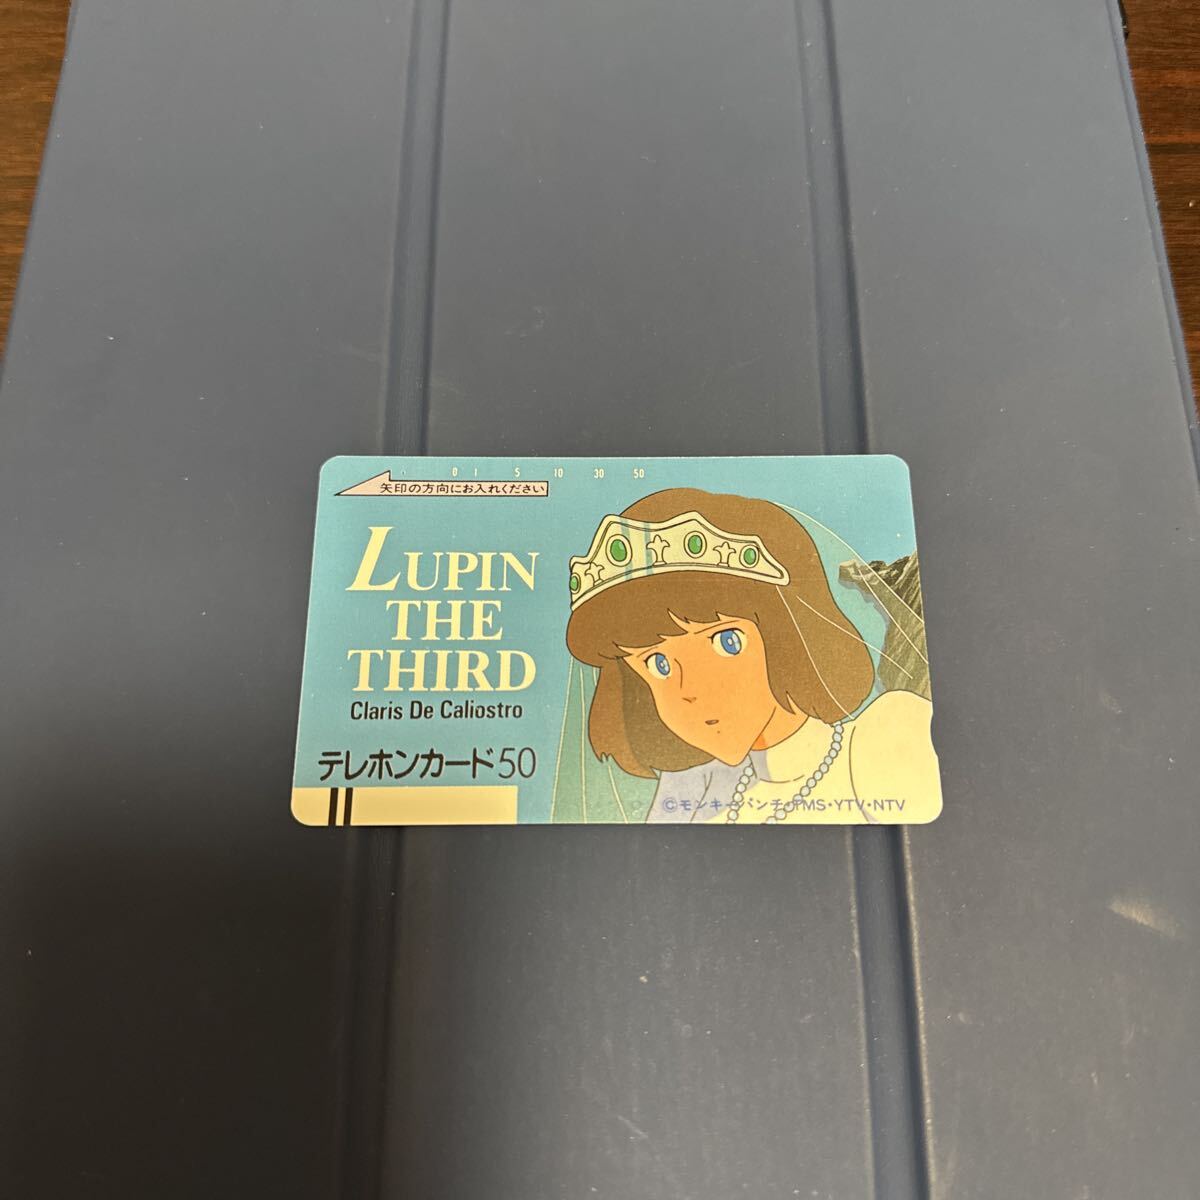 0 1 5 10 30 50
矢印の方向にお入れください
LUPIN
THE
THIRD
Claris De Caliostro
テレホンカード50
©モンキーパンチ・TMS・YTV・NTV